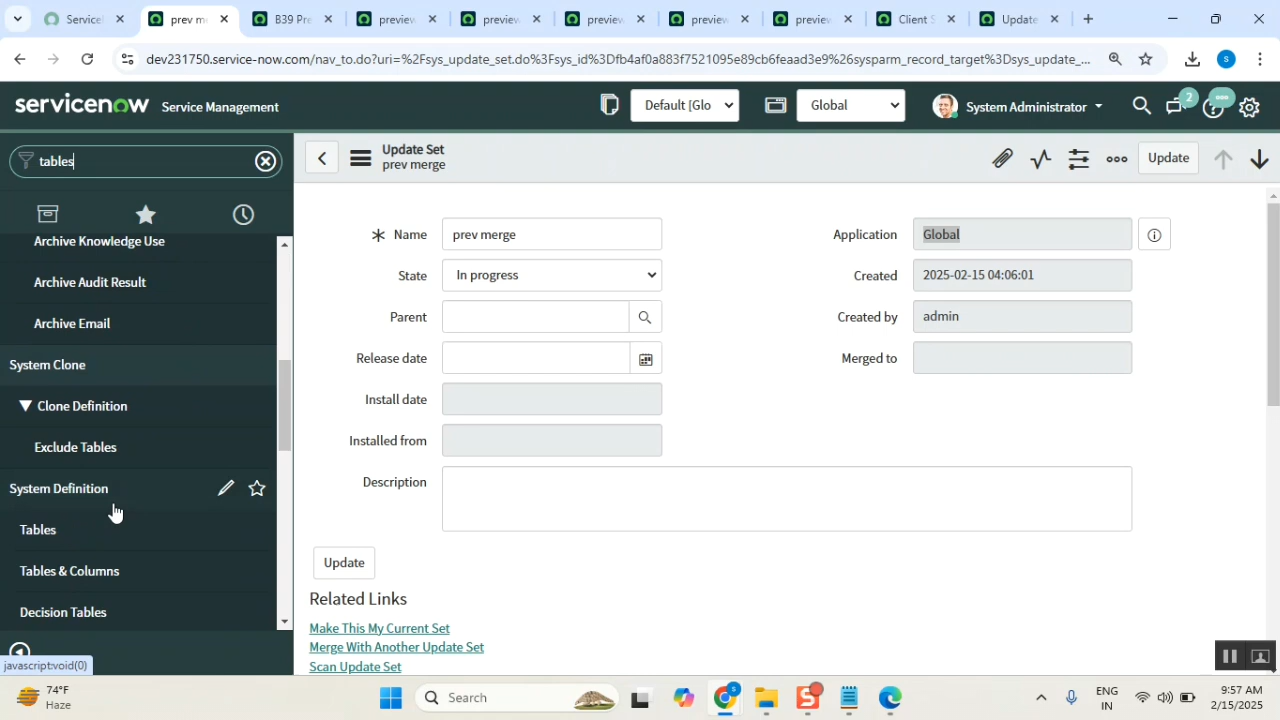 Service
prev m
B39 Pre
preview
preview
preview
preview
preview
Client S
Update
dev231750.service-now.com/nav_to.do?uri=%2Fsys_update_set.do%3Fsys_id%3Dfb4af0a883f7521095e89cb6feaad3e9%26sysparm_record_target%3Dsys_update_...
S
servicenow Service Management
Default [Glo
Global
System Administrator
2
tables
Update Set
prev merge
Update
Archive Knowledge Use
Archive Audit Result
Archive Email
System Clone
Clone Definition
Exclude Tables
System Definition
Tables
Tables & Columns
Decision Tables
javascript:void(0)
Name prev merge
Application Global
State In progress
Created 2025-02-15 04:06:01
Parent
Created by admin
Release date
Merged to
Install date
Installed from
Description
Update
Related Links
Make This My Current Set
Merge With Another Update Set
Scan Update Set
74°F
Haze
Search
ENG
IN
9:57 AM
2/15/2025